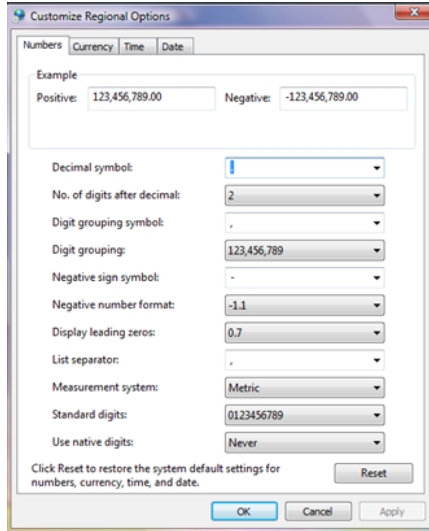 Customize Regional Options
Numbers Currency Time Date
Example
Positive: 123,456,789.00 Negative: -123,456,789.00
Decimal symbol: .
No. of digits after decimal: 2
Digit grouping symbol: ,
Digit grouping: 123,456,789
Negative sign symbol: -
Negative number format: -1.1
Display leading zeros: 0.7
List separator: ,
Measurement system: Metric
Standard digits: 0123456789
Use native digits: Never
Click Reset to restore the system default settings for
numbers, currency, time, and date.
Reset
OK Cancel Apply